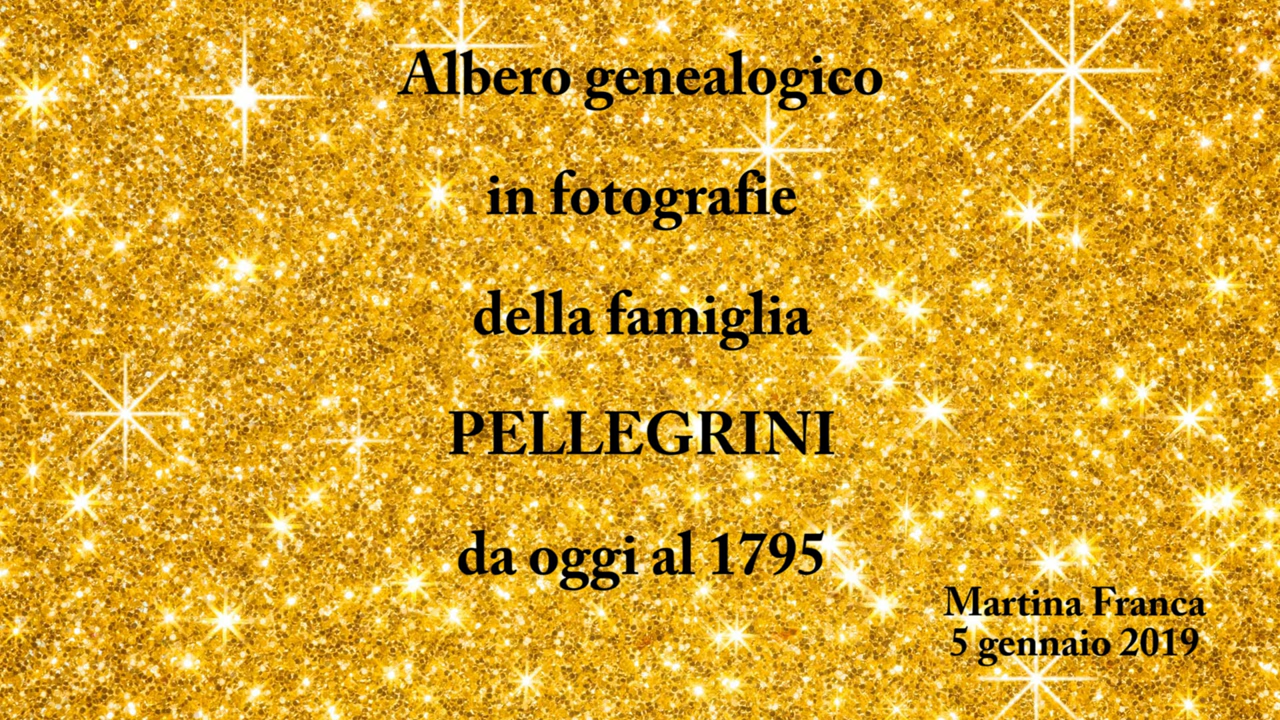 Albero genealogico
in fotografie
della famiglia
PELLEGRINI
da oggi al 1795
Martina Franca
5 gennaio 2019